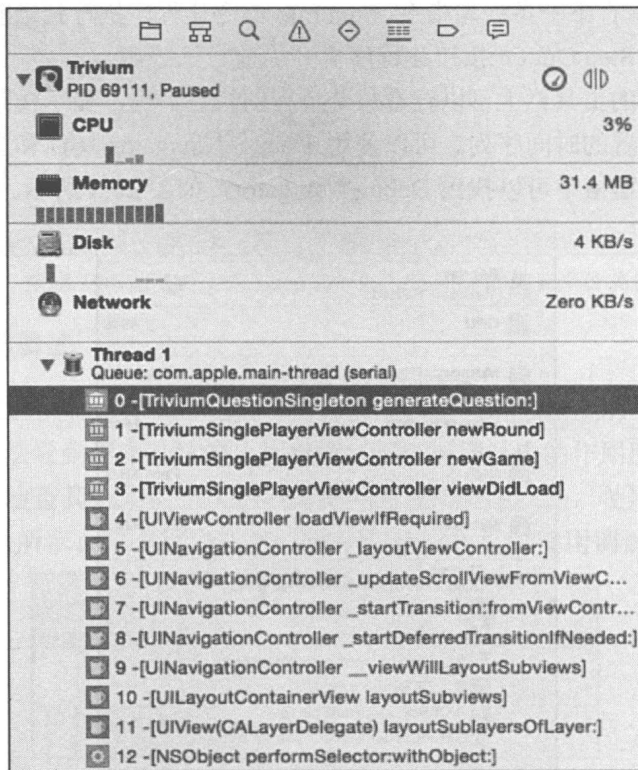 Trivium
PID 69111, Paused
CPU
3%
Memory
31.4 MB
Disk
4 KB/s
Network
Zero KB/s
Thread 1
Queue: com.apple.main-thread (serial)
0 -[TriviumQuestionSingleton generateQuestion:]
1 -[TriviumSinglePlayerViewController newRound]
2 -[TriviumSinglePlayerViewController newGame]
3 -[TriviumSinglePlayerViewController viewDidLoad]
4 -[UIViewController loadViewIfRequired]
5 -[UINavigationController _layoutViewController:]
6 -[UINavigationController _updateScrollViewFromViewC...
7 -[UINavigationController _startTransition:fromViewContr...
8 -[UINavigationController _startDeferredTransitionIfNeeded:]
9 -[UINavigationController __viewWillLayoutSubviews]
10 -[UILayoutContainerView layoutSubviews]
11 -[UIView(CALayerDelegate) layoutSublayersOfLayer:]
12 -[NSObject performSelector:withObject:]